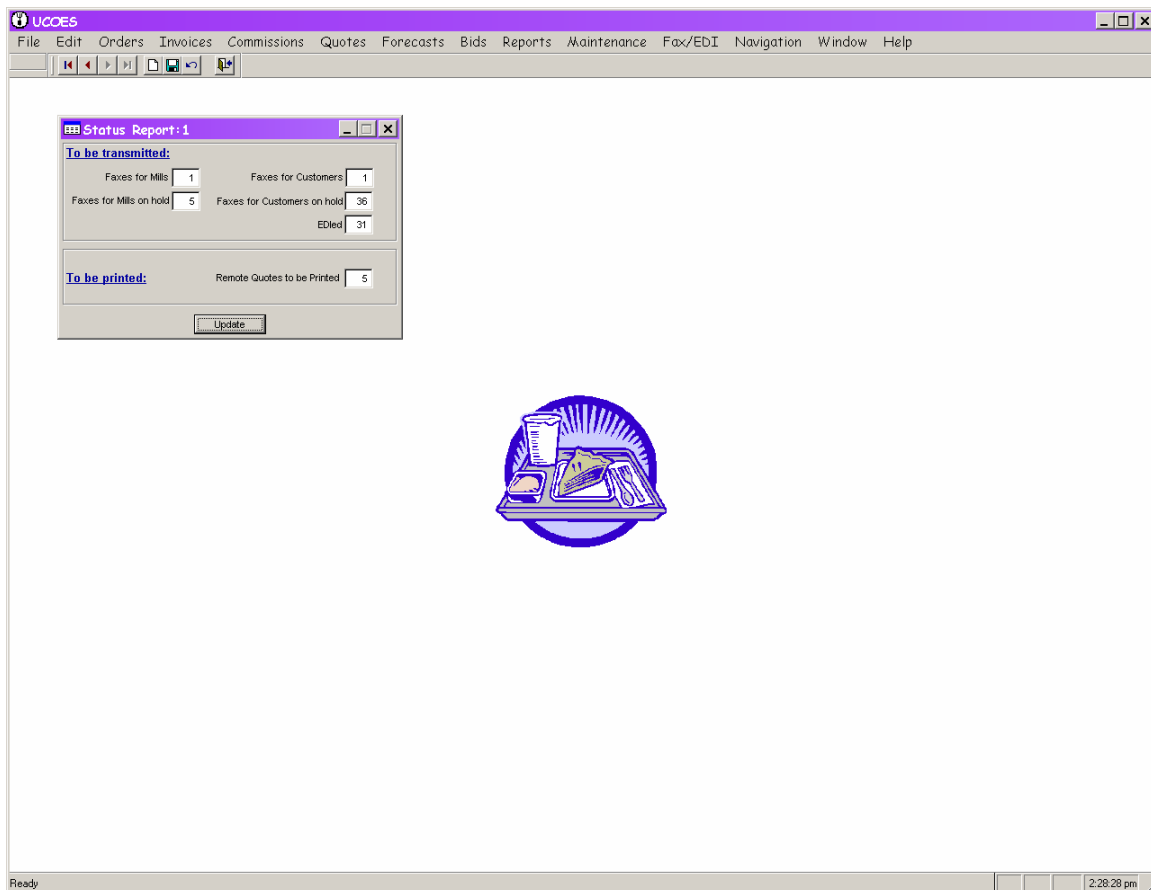 UCOES
File Edit Orders Invoices Commissions Quotes Forecasts Bids Reports Maintenance Fax/EDI Navigation Window Help
Status Report:1
To be transmitted:
Faxes for Mills 1 Faxes for Customers 1
Faxes for Mills on hold 5 Faxes for Customers on hold 36
EDIed 31
To be printed: Remote Quotes to be Printed 5
Update
Ready 2:28:28 pm